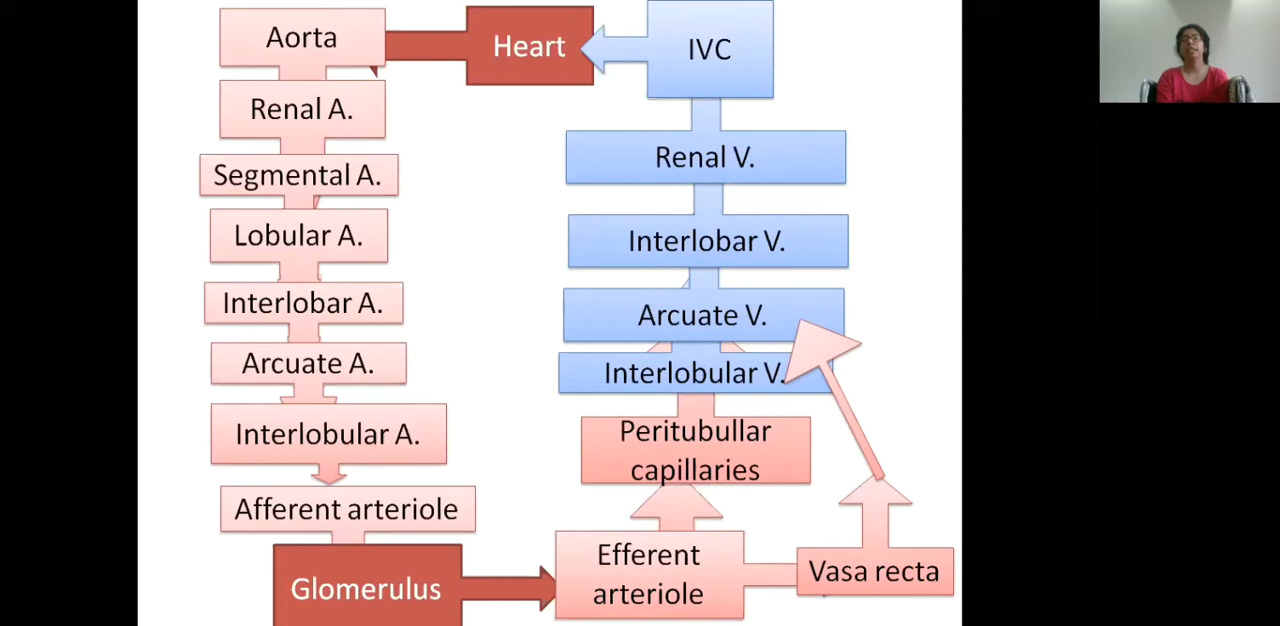 Aorta
Heart
IVC
Renal A.
Segmental A.
Lobular A.
Interlobar A.
Arcuate A.
Interlobular A.
Afferent arteriole
Glomerulus
Renal V.
Interlobar V.
Arcuate V.
Interlobular V.
Peritubullar
capillaries
Efferent
arteriole
Vasa recta